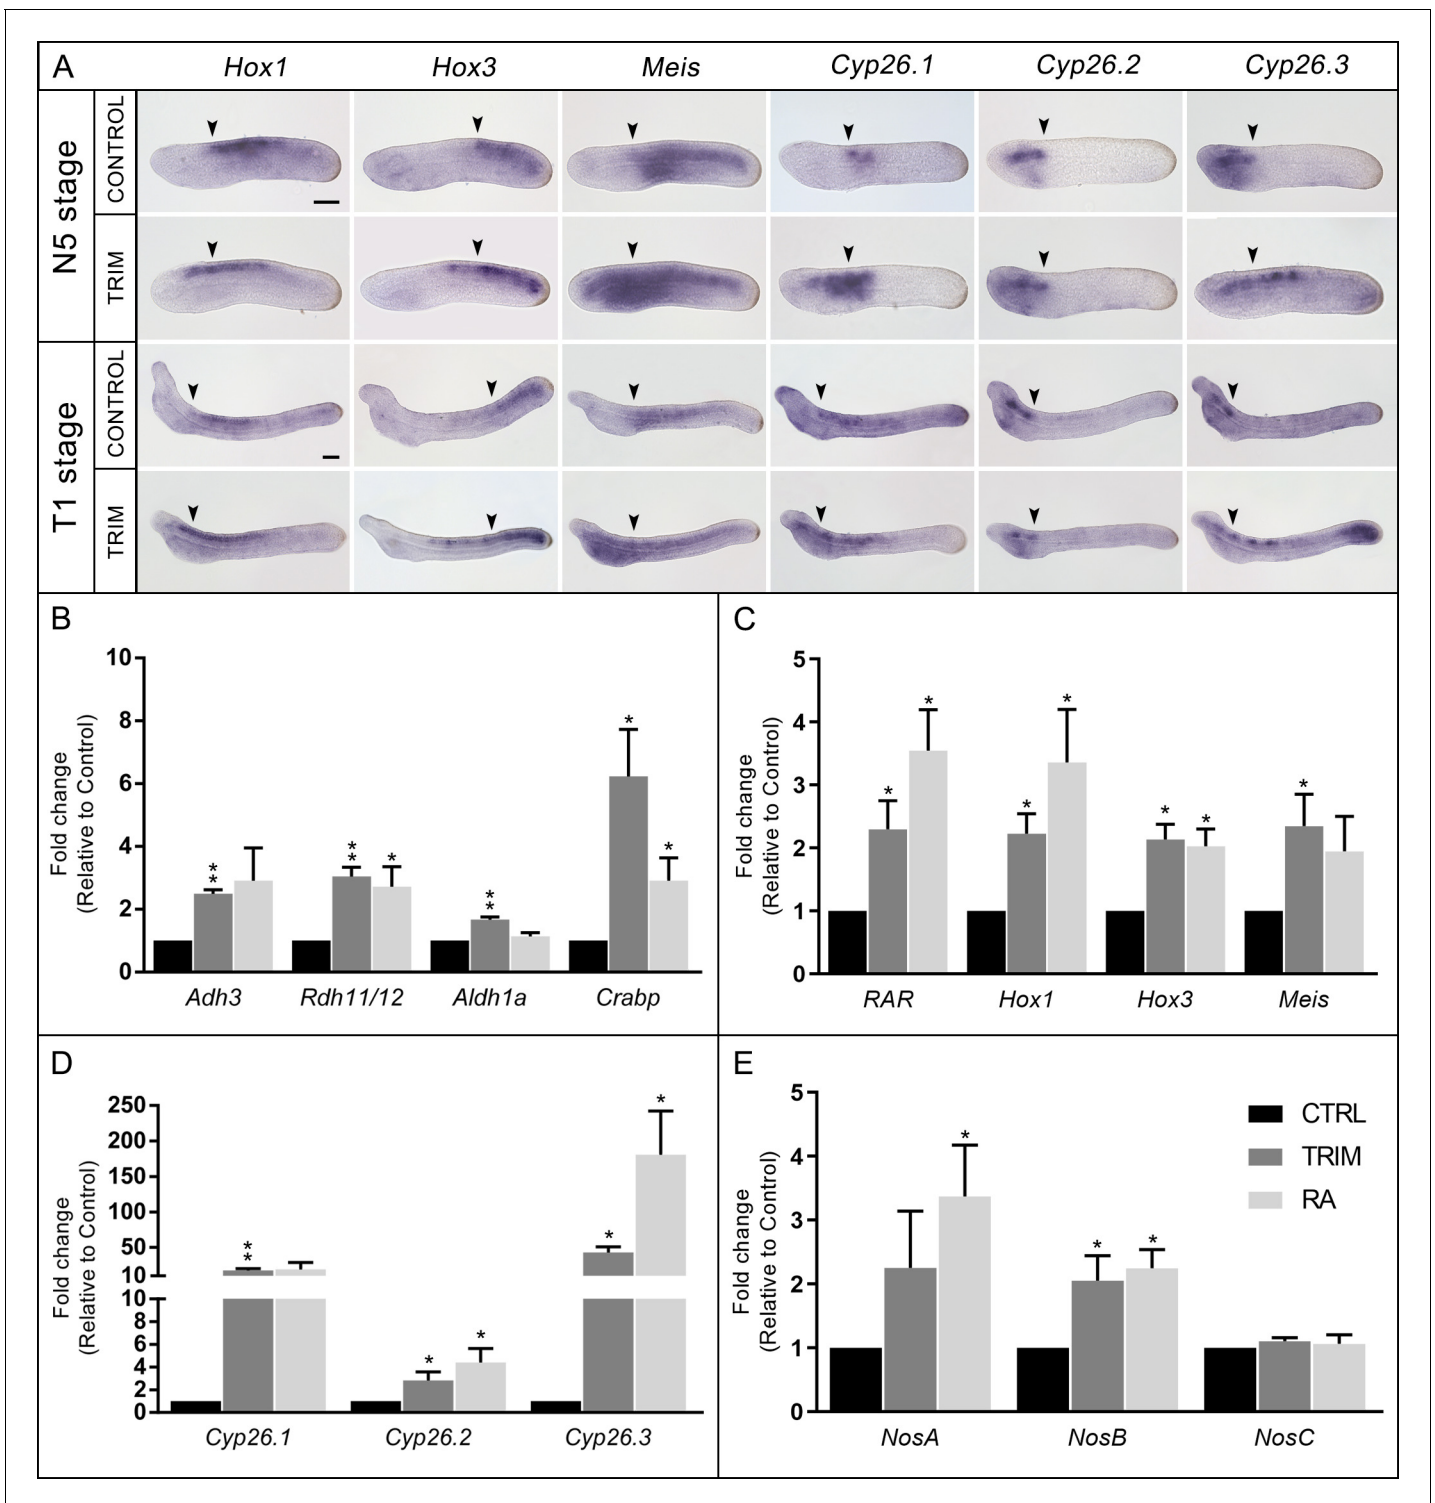 A Hox1 Hox3 Meis Cyp26.1 Cyp26.2 Cyp26.3
N5 stage
CONTROL
TRIM
T1 stage
CONTROL
TRIM
B
Fold change
(Relative to Control)
10
8
6
4
2
0
**
** *
**
* *
Adh3 Rdh11/12 Aldh1a Crabp
C
Fold change
(Relative to Control)
5
4
3
2
1
0
* *
* *
* *
*
RAR Hox1 Hox3 Meis
D
Fold change
(Relative to Control)
250
200
150
100
50
10
10
8
6
4
2
0
**
* *
* *
Cyp26.1 Cyp26.2 Cyp26.3
E
Fold change
(Relative to Control)
5
4
3
2
1
0
*
* *
CTRL
TRIM
RA
NosA NosB NosC